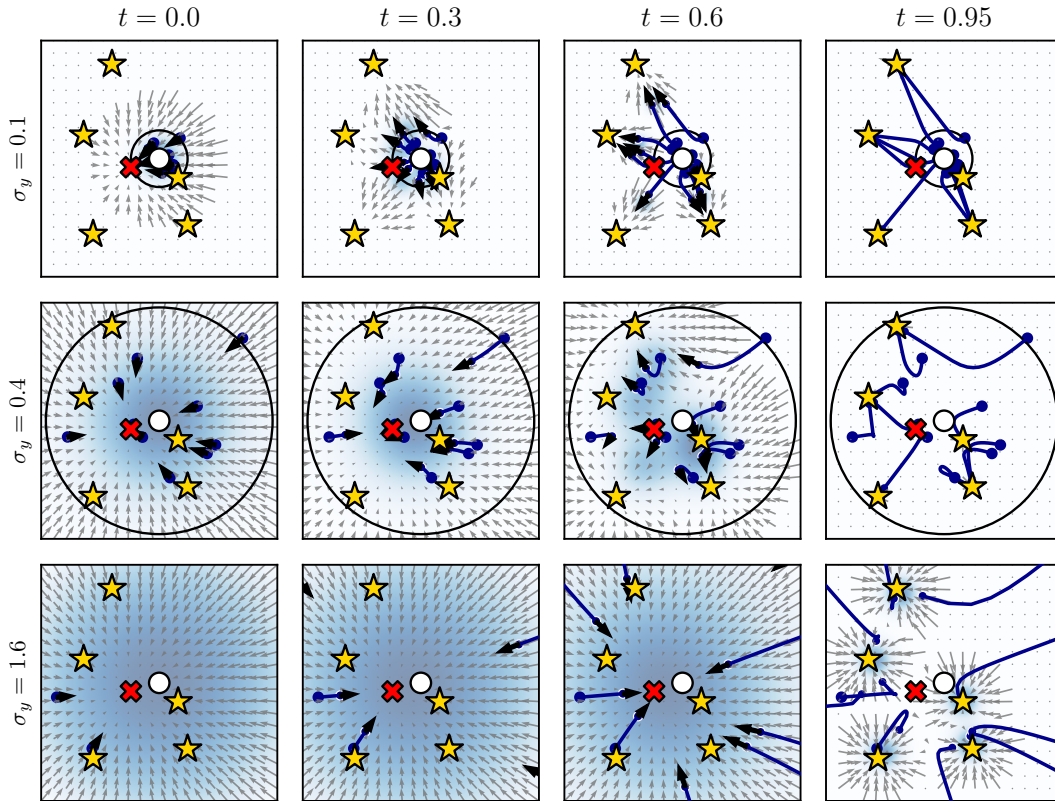 t = 0.0
t = 0.3
t = 0.6
t = 0.95
σ_y = 0.1
σ_y = 0.4
σ_y = 1.6